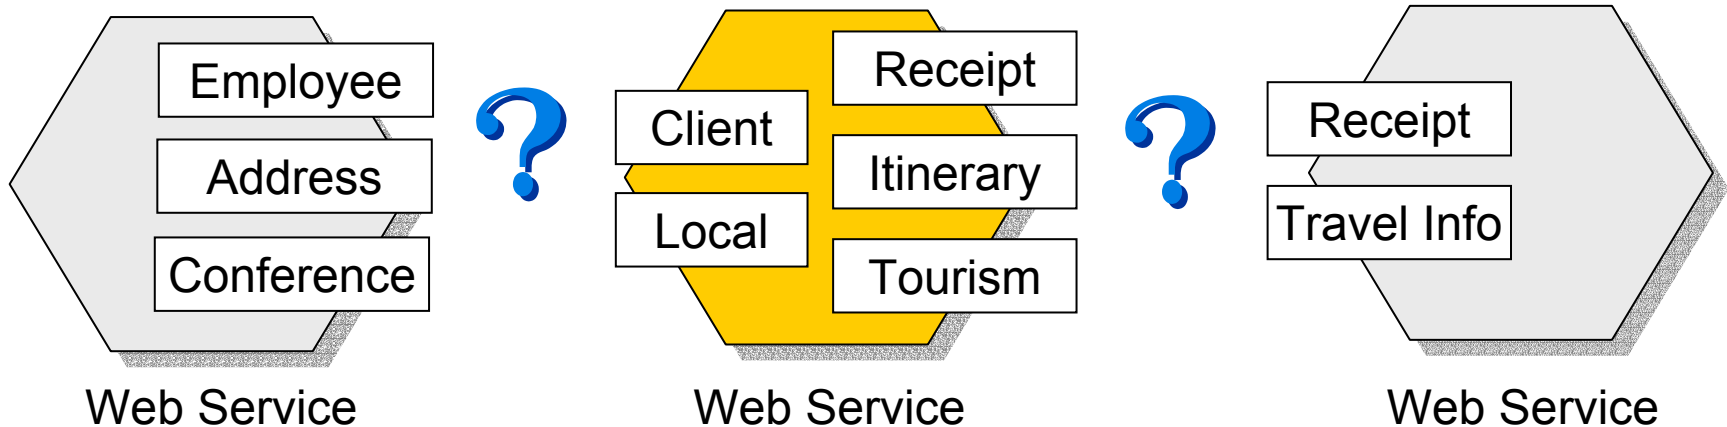 Employee
Address
Conference
Web Service
Client
Local
Receipt
Itinerary
Tourism
Web Service
Receipt
Travel Info
Web Service